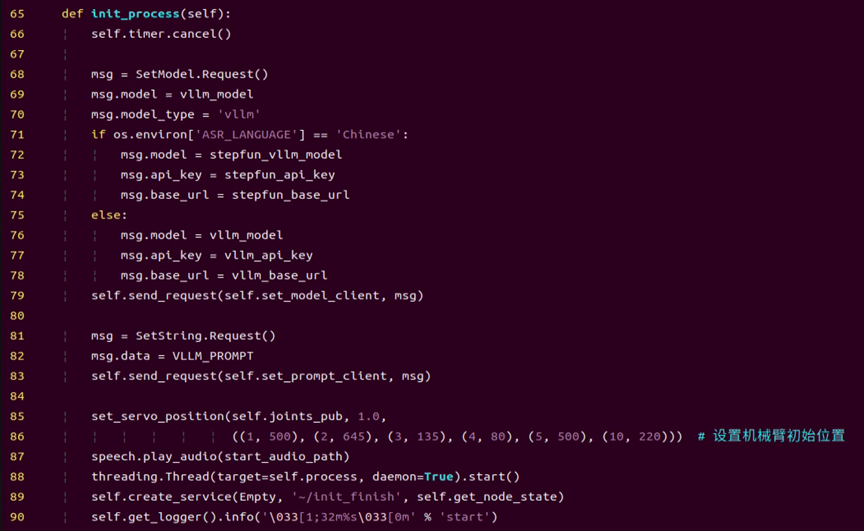 65 def init_process(self):
66 self.timer.cancel()
67
68 msg = SetModel.Request()
69 msg.model = vllm_model
70 msg.model_type = 'vllm'
71 if os.environ['ASR_LANGUAGE'] == 'Chinese':
72 msg.model = stepfun_vllm_model
73 msg.api_key = stepfun_api_key
74 msg.base_url = stepfun_base_url
75 else:
76 msg.model = vllm_model
77 msg.api_key = vllm_api_key
78 msg.base_url = vllm_base_url
79 self.send_request(self.set_model_client, msg)
80
81 msg = SetString.Request()
82 msg.data = VLLM_PROMPT
83 self.send_request(self.set_prompt_client, msg)
84
85 set_servo_position(self.joints_pub, 1.0,
86 ((1, 500), (2, 645), (3, 135), (4, 80), (5, 500), (10, 220))) # 设置机械臂初始位置
87 speech.play_audio(start_audio_path)
88 threading.Thread(target=self.process, daemon=True).start()
89 self.create_service(Empty, '~/init_finish', self.get_node_state)
90 self.get_logger().info('\033[1;32m%s\033[0m' % 'start')